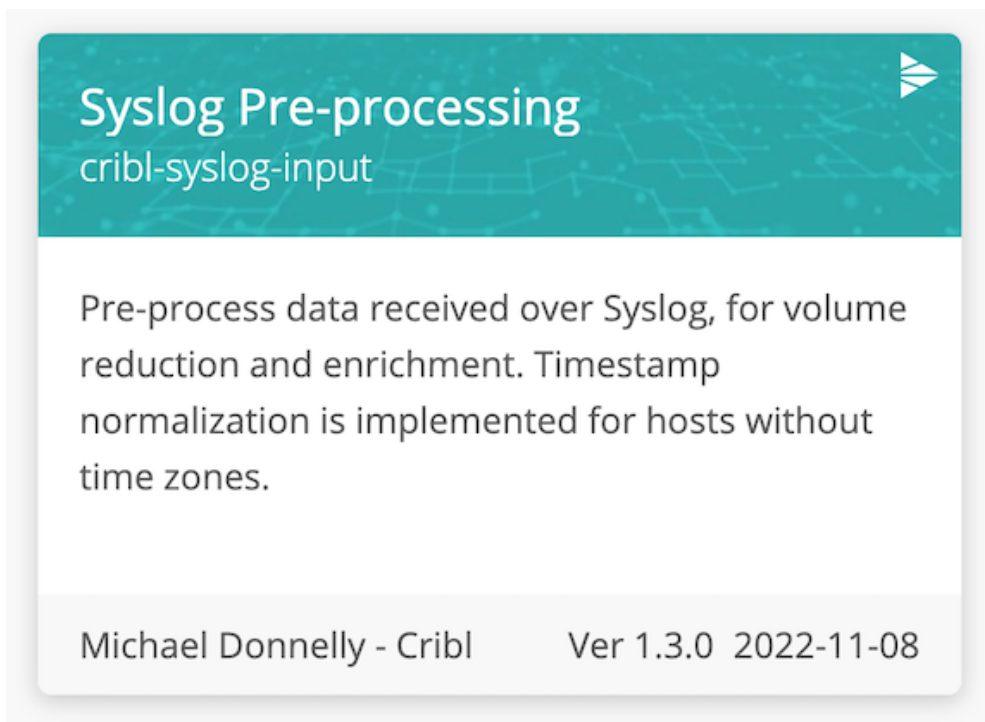 Syslog Pre-processing
cribl-syslog-input
Pre-process data received over Syslog, for volume
reduction and enrichment. Timestamp
normalization is implemented for hosts without
time zones.
Michael Donnelly - Cribl Ver 1.3.0 2022-11-08